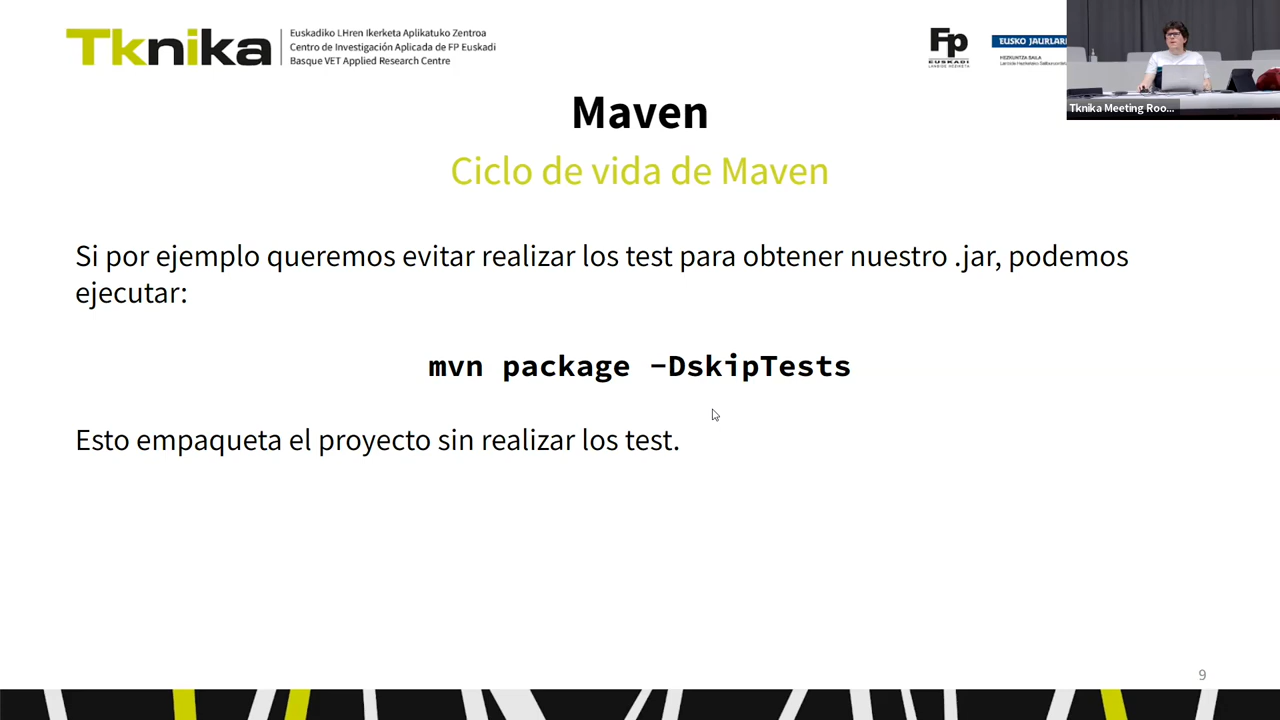 Tknika
Euskadiko LHren Ikerketa Aplikatuko Zentroa
Centro de Investigación Aplicada de FP Euskadi
Basque VET Applied Research Centre
Fp
EUSKADI
LANBIDE HEZIKETA
EUSKO JAURLARI
HEZKUNTZA SAILA
Tknika Meeting Roo...
Maven
Ciclo de vida de Maven
Si por ejemplo queremos evitar realizar los test para obtener nuestro .jar, podemos
ejecutar:
mvn package -DskipTests
Esto empaqueta el proyecto sin realizar los test.
9